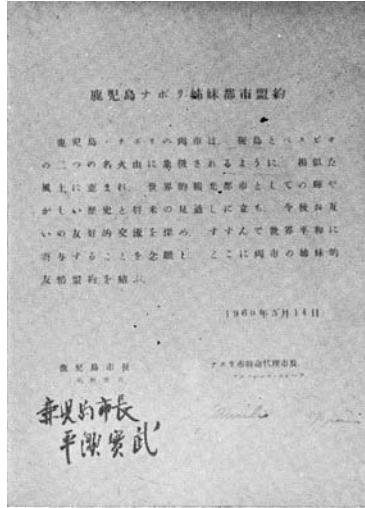 鹿児島ナポリ姉妹都市盟約
鹿児島・ナポリの両市は、桜島とベスビオ
の二つの名火山に象徴されるように、相似た
風土に恵まれ、世界的観光都市としての輝や
かしい歴史と将来の見通しに立ち、今後お互
いの友好的交流を深め、すすんで世界平和に
寄与することを念願し、ここに両市の姉妹的
友情盟約を結ぶ。
1960年5月14日
鹿児島市長
ナポリ市特命代理市長
鹿児島市長
平瀬實武